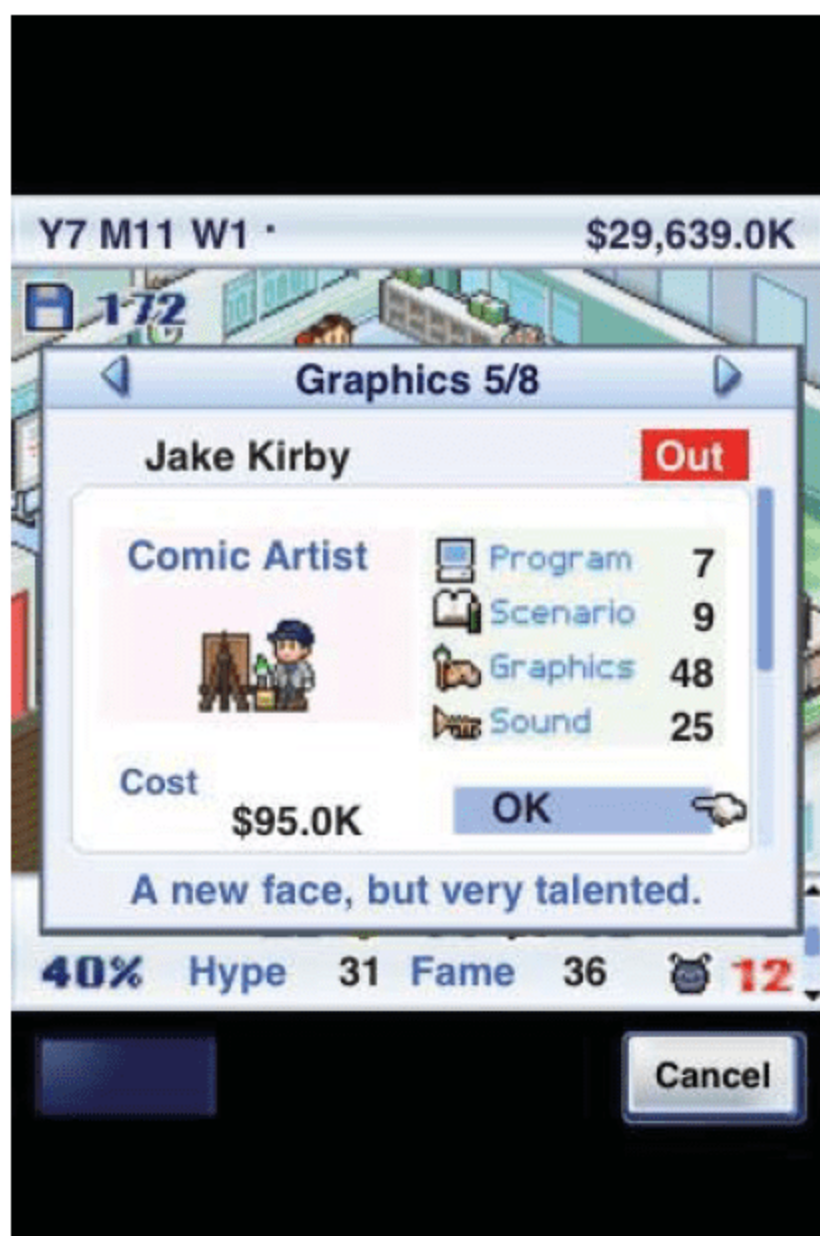 Y7 M11 W1 $29,639.0K
172
Graphics 5/8
Jake Kirby Out
Comic Artist
Program 7
Scenario 9
Graphics 48
Sound 25
Cost
$95.0K
OK
A new face, but very talented.
40% Hype 31 Fame 36 12
Cancel